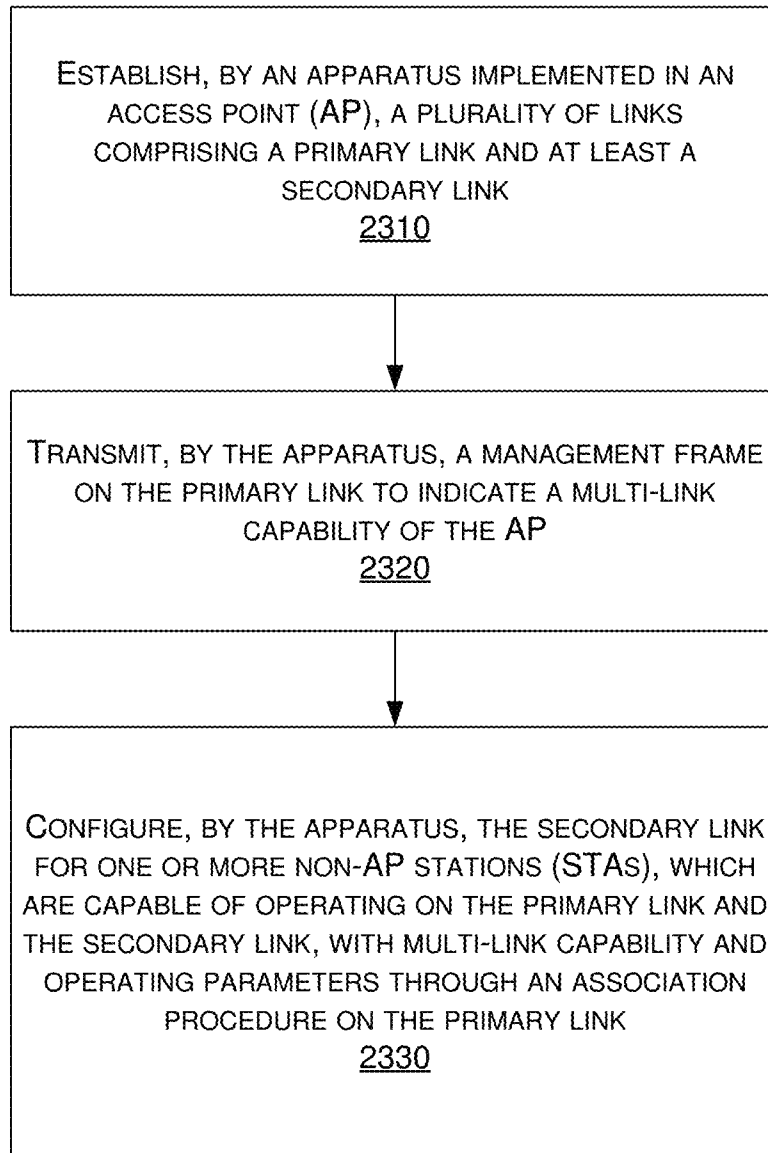 ESTABLISH, BY AN APPARATUS IMPLEMENTED IN AN
ACCESS POINT (AP), A PLURALITY OF LINKS
COMPRISING A PRIMARY LINK AND AT LEAST A
SECONDARY LINK
2310
TRANSMIT, BY THE APPARATUS, A MANAGEMENT FRAME
ON THE PRIMARY LINK TO INDICATE A MULTI-LINK
CAPABILITY OF THE AP
2320
CONFIGURE, BY THE APPARATUS, THE SECONDARY LINK
FOR ONE OR MORE NON-AP STATIONS (STAS), WHICH
ARE CAPABLE OF OPERATING ON THE PRIMARY LINK AND
THE SECONDARY LINK, WITH MULTI-LINK CAPABILITY AND
OPERATING PARAMETERS THROUGH AN ASSOCIATION
PROCEDURE ON THE PRIMARY LINK
2330